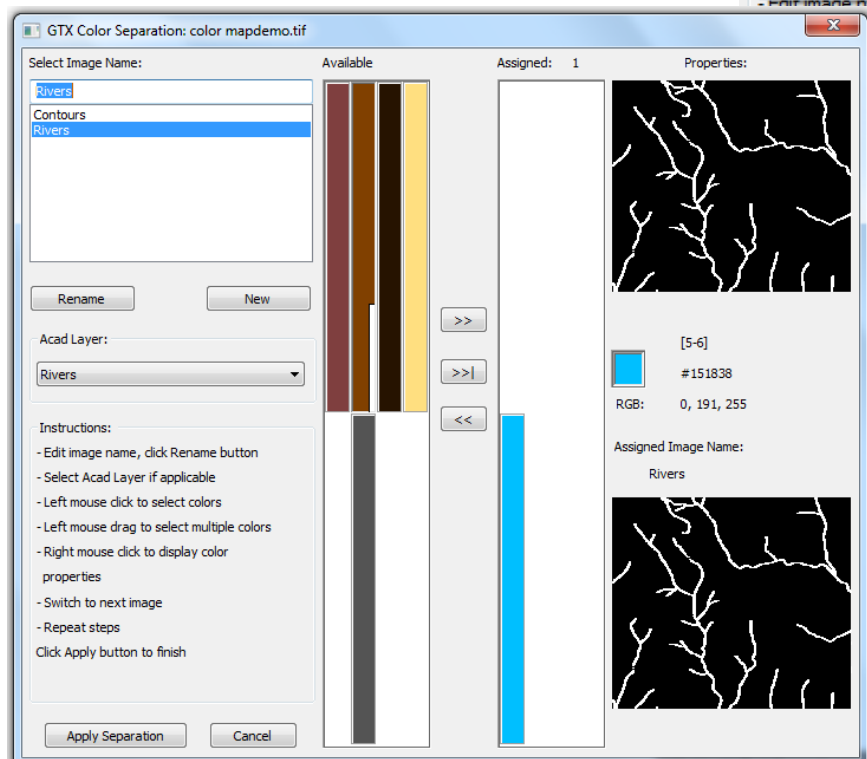 - Edit image n
GTX Color Separation: color mapdemo.tif
Select Image Name:
Rivers
Contours
Rivers
Rename
New
Acad Layer:
Rivers
Instructions:
- Edit image name, click Rename button
- Select Acad Layer if applicable
- Left mouse click to select colors
- Left mouse drag to select multiple colors
- Right mouse click to display color
properties
- Switch to next image
- Repeat steps
Click Apply button to finish
Apply Separation
Cancel
Available
>>
>>|
<<
Assigned: 1
Properties:
[5-6]
#151838
RGB: 0, 191, 255
Assigned Image Name:
Rivers